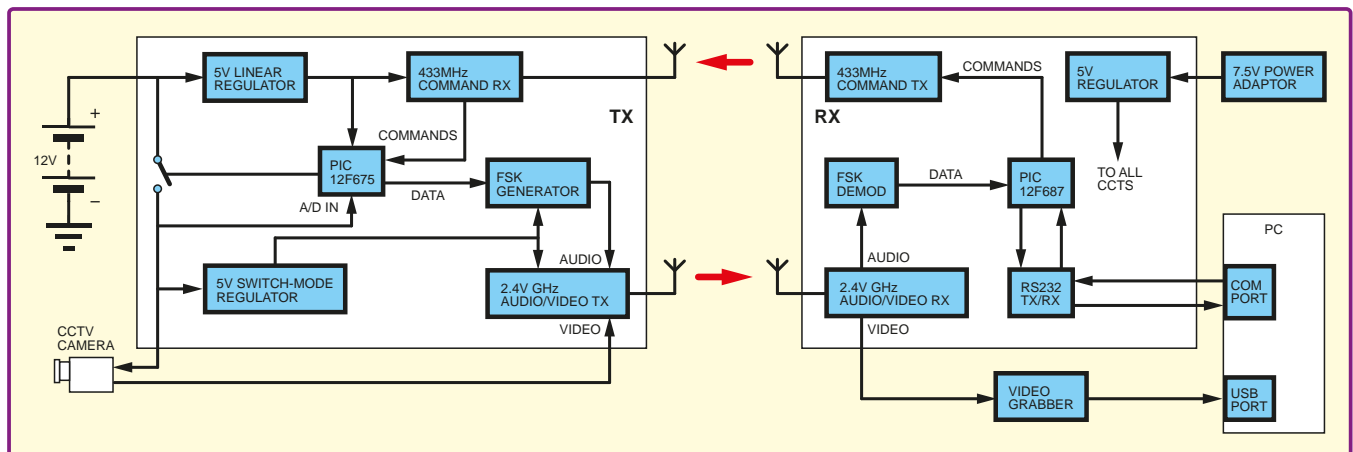 5V LINEAR
REGULATOR
433MHz
COMMAND RX
TX
+
12V
–
COMMANDS
PIC
12F675
DATA
A/D IN
FSK
GENERATOR
5V SWITCH-MODE
REGULATOR
AUDIO
2.4V GHz
AUDIO/VIDEO TX
VIDEO
CCTV
CAMERA
RX
433MHz
COMMAND TX
COMMANDS
5V
REGULATOR
7.5V POWER
ADAPTOR
TO ALL
CCTS
FSK
DEMOD
DATA
PIC
12F687
AUDIO
2.4V GHz
AUDIO/VIDEO RX
VIDEO
RS232
TX/RX
PC
COM
PORT
VIDEO
GRABBER
USB
PORT